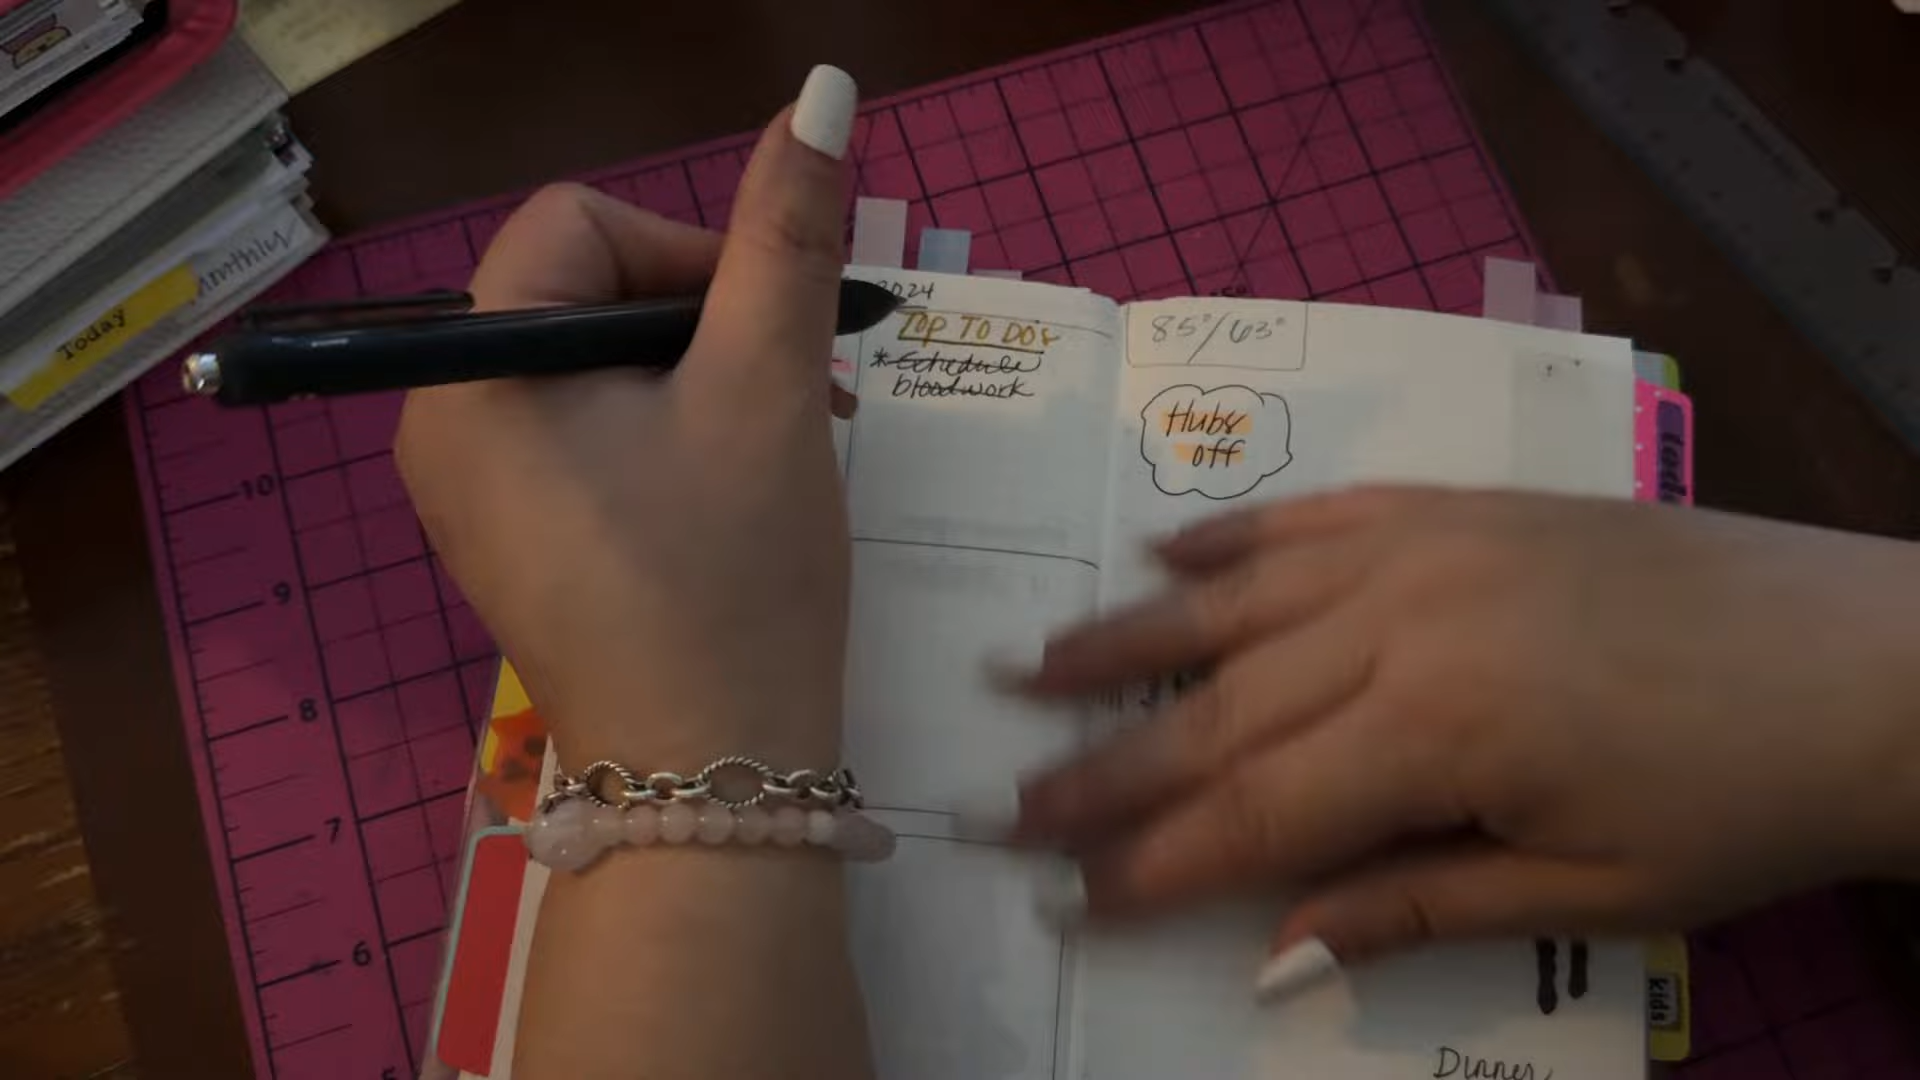 Today
Monthly
2024
Top To Do's
*Schedule
bloodwork
85°/63°
Hubs
off
10
9
8
7
6
5
kids
Dinner